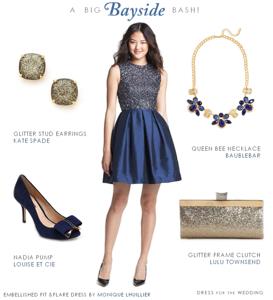 A BIG Bayside BASH!
GLITTER STUD EARRINGS
KATE SPADE
QUEEN BEE NECKLACE
BAUBLEBAR
NADIA PUMP
LOUISE ET CIE
GLITTER FRAME CLUTCH
LULU TOWNSEND
EMBELLISHED FIT &FLARE DRESS BY MONIQUE LHUILLIER
DRESS FOR THE WEDDING